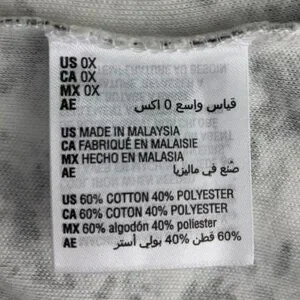 US 0X
CA 0X
MX 0X
AE قياس واسع 0 اكس
US MADE IN MALAYSIA
CA FABRIQUÉ EN MALAISIE
MX HECHO EN MALASIA
AE صنع في ماليزيا
US 60% COTTON 40% POLYESTER
CA 60% COTTON 40% POLYESTER
MX 60% algodón 40% poliester
AE 60% قطن 40% بولي أستر